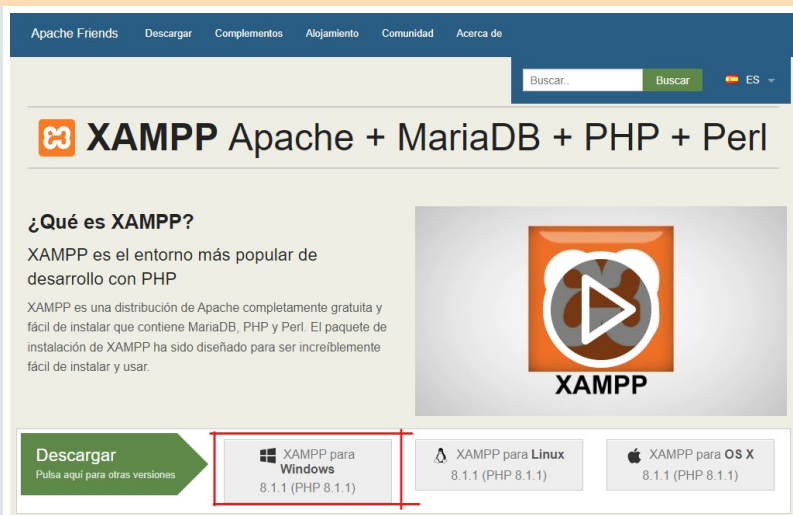 Apache Friends Descargar Complementos Alojamiento Comunidad Acerca de
Buscar.. Buscar ES
XAMPP Apache + MariaDB + PHP + Perl
¿Qué es XAMPP?
XAMPP es el entorno más popular de
desarrollo con PHP
XAMPP es una distribución de Apache completamente gratuita y
fácil de instalar que contiene MariaDB, PHP y Perl. El paquete de
instalación de XAMPP ha sido diseñado para ser increíblemente
fácil de instalar y usar.
XAMPP
Descargar
Pulsa aquí para otras versiones
XAMPP para
Windows
8.1.1 (PHP 8.1.1)
XAMPP para Linux
8.1.1 (PHP 8.1.1)
XAMPP para OS X
8.1.1 (PHP 8.1.1)